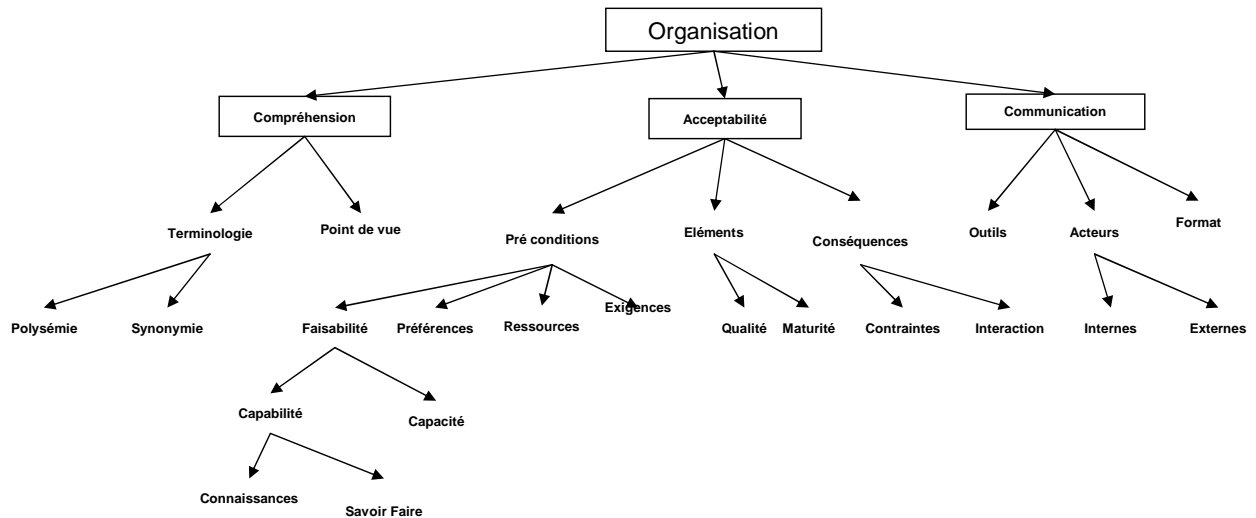 Organisation
Compréhension
Acceptabilité
Communication
Terminologie
Point de vue
Pré conditions
Eléments
Conséquences
Outils
Acteurs
Format
Polysémie
Synonymie
Faisabilité
Préférences
Ressources
Exigences
Qualité
Maturité
Contraintes
Interaction
Internes
Externes
Capabilité
Capacité
Connaissances
Savoir Faire